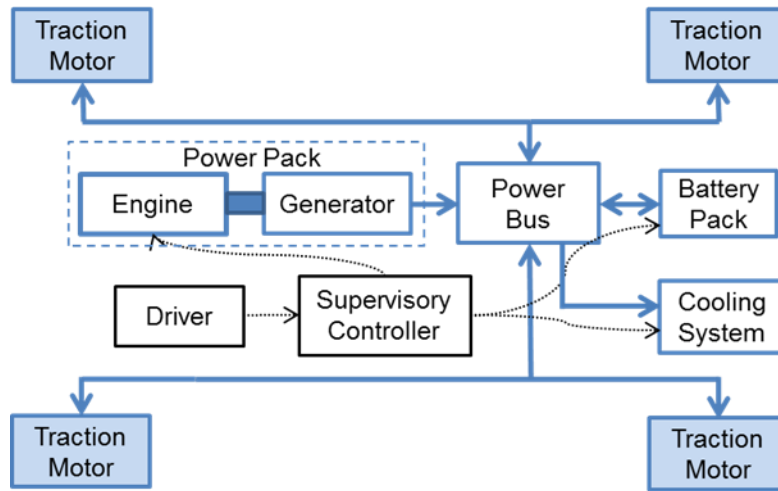 Traction
Motor
Traction
Motor
Power Pack
Engine
Generator
Power
Bus
Battery
Pack
Driver
Supervisory
Controller
Cooling
System
Traction
Motor
Traction
Motor